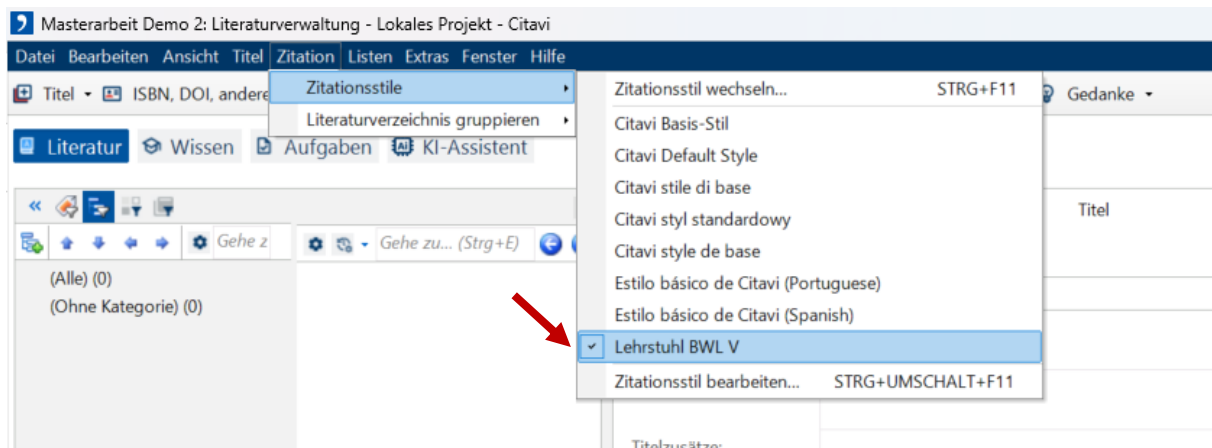 Masterarbeit Demo 2: Literaturverwaltung - Lokales Projekt - Citavi
Datei Bearbeiten Ansicht Titel Zitation Listen Extras Fenster Hilfe
Titel ISBN, DOI, andere
Gedanke
Zitationsstile
Literaturverzeichnis gruppieren
Literatur Wissen Aufgaben KI-Assistent
Zitationsstil wechseln... STRG+F11
Citavi Basis-Stil
Citavi Default Style
Citavi stile di base
Citavi styl standardowy
Citavi style de base
Estilo básico de Citavi (Portuguese)
Estilo básico de Citavi (Spanish)
Lehrstuhl BWL V
Zitationsstil bearbeiten... STRG+UMSCHALT+F11
Titel
Gehe z
Gehe zu... (Strg+E)
(Alle) (0)
(Ohne Kategorie) (0)
Titelzusätze: